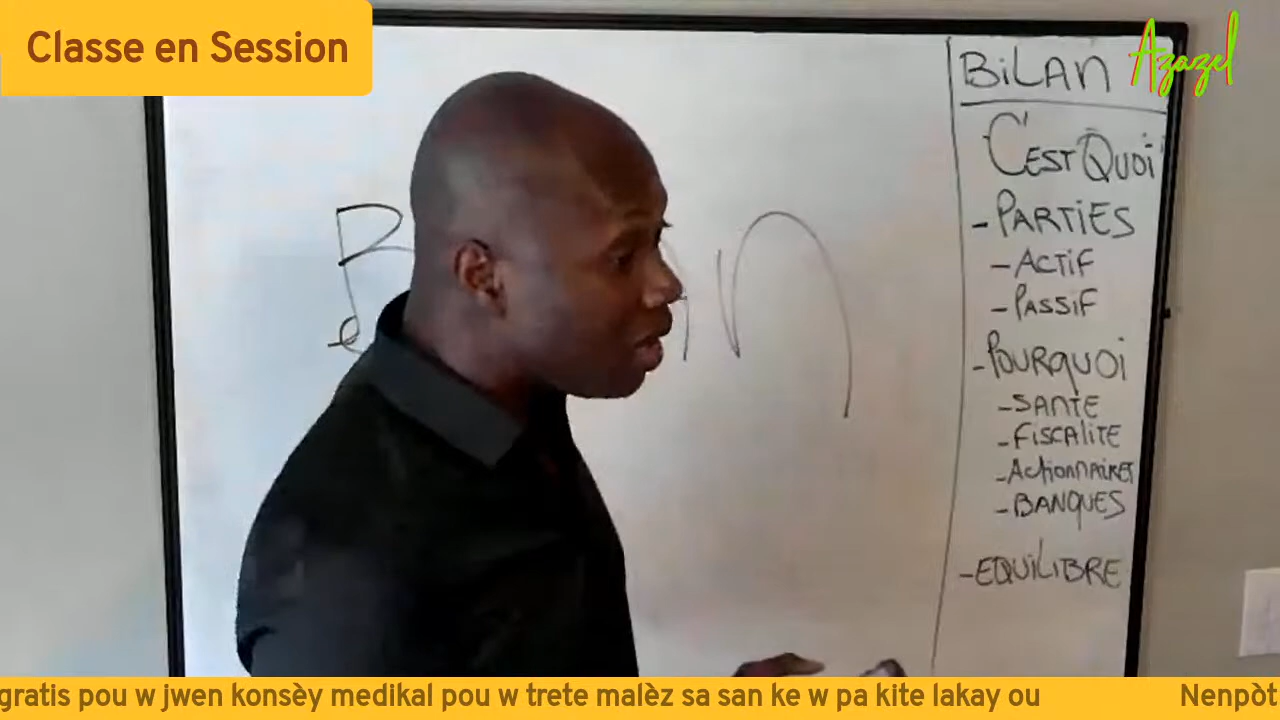 Classe en Session
Azazel
BiLAN
C'EST QUOI
- PARTIES
- ACTIF
- PASSIF
- POURQUOI
- SANTE
- FiSCALiTE
- ActionnAiRES
- BANQUES
- EQUiLiBRE
gratis pou w jwen konsèy medikal pou w trete malèz sa san ke w pa kite lakay ou Nenpòt